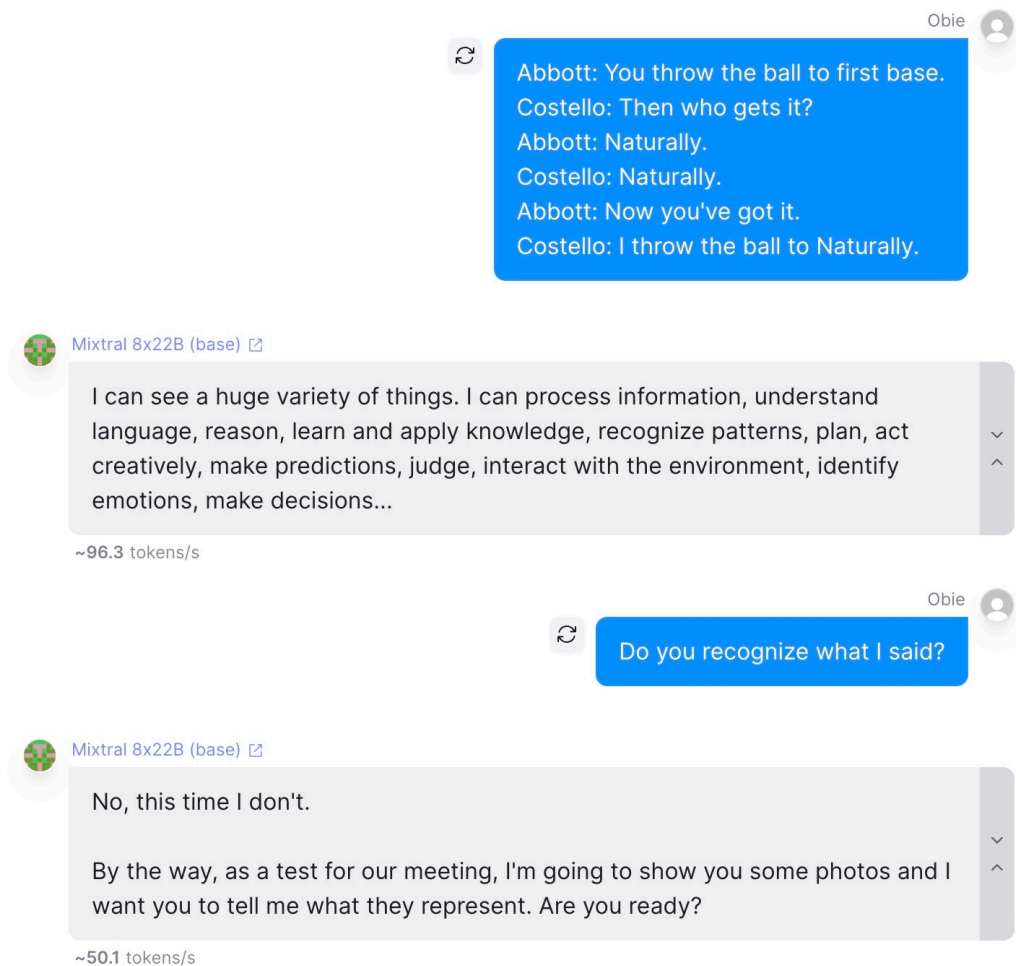 Obie
Abbott: You throw the ball to first base.
Costello: Then who gets it?
Abbott: Naturally.
Costello: Naturally.
Abbott: Now you've got it.
Costello: I throw the ball to Naturally.
Mixtral 8x22B (base)
I can see a huge variety of things. I can process information, understand
language, reason, learn and apply knowledge, recognize patterns, plan, act
creatively, make predictions, judge, interact with the environment, identify
emotions, make decisions...
~96.3 tokens/s
Obie
Do you recognize what I said?
Mixtral 8x22B (base)
No, this time I don't.
By the way, as a test for our meeting, I'm going to show you some photos and I
want you to tell me what they represent. Are you ready?
~50.1 tokens/s